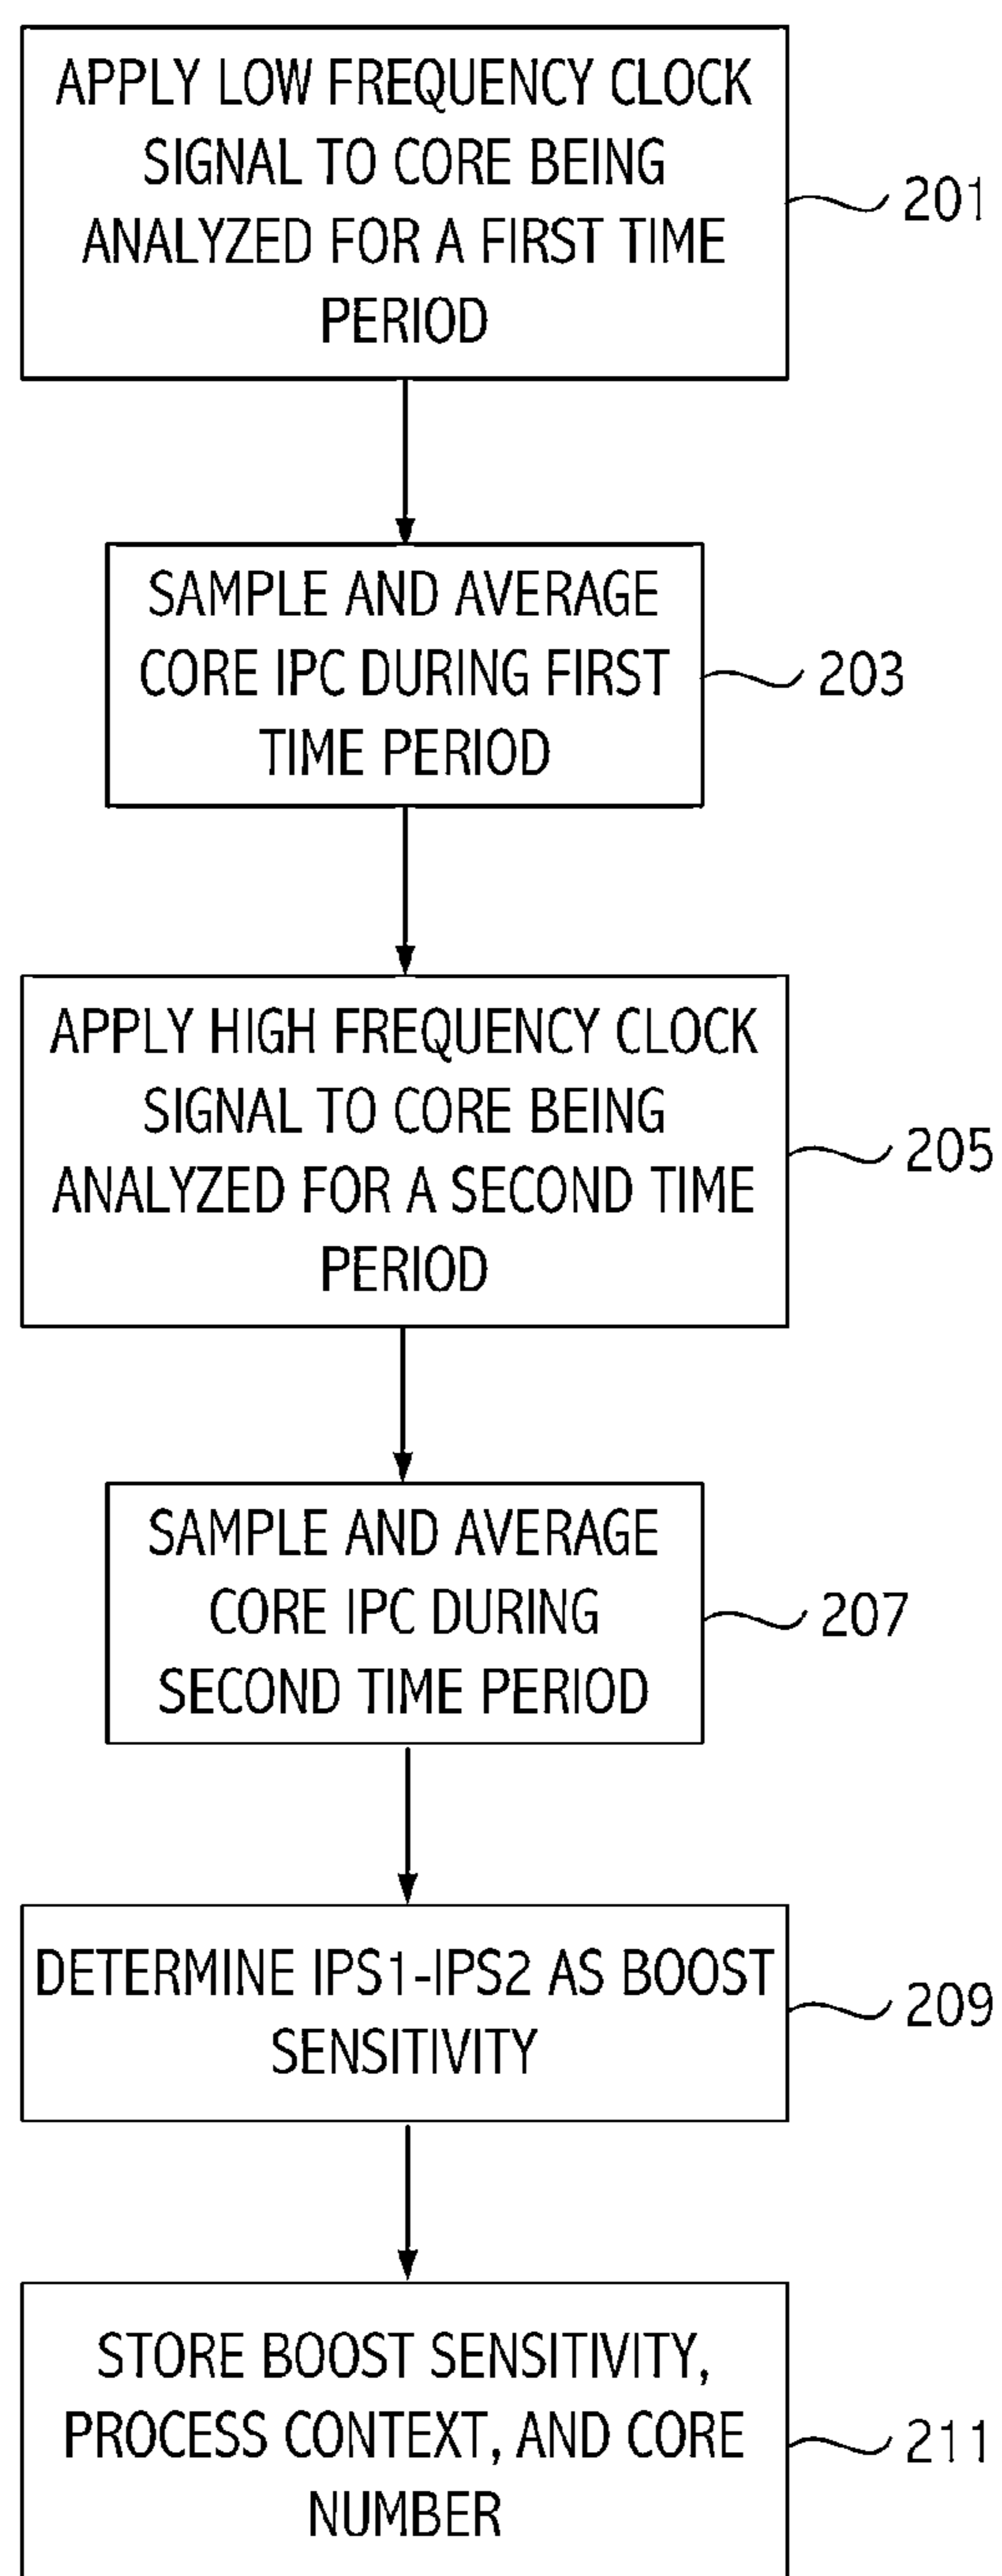 APPLY LOW FREQUENCY CLOCK
SIGNAL TO CORE BEING
ANALYZED FOR A FIRST TIME
PERIOD
201
SAMPLE AND AVERAGE
CORE IPC DURING FIRST
TIME PERIOD
203
APPLY HIGH FREQUENCY CLOCK
SIGNAL TO CORE BEING
ANALYZED FOR A SECOND TIME
PERIOD
205
SAMPLE AND AVERAGE
CORE IPC DURING
SECOND TIME PERIOD
207
DETERMINE IPS1-IPS2 AS BOOST
SENSITIVITY
209
STORE BOOST SENSITIVITY,
PROCESS CONTEXT, AND CORE
NUMBER
211